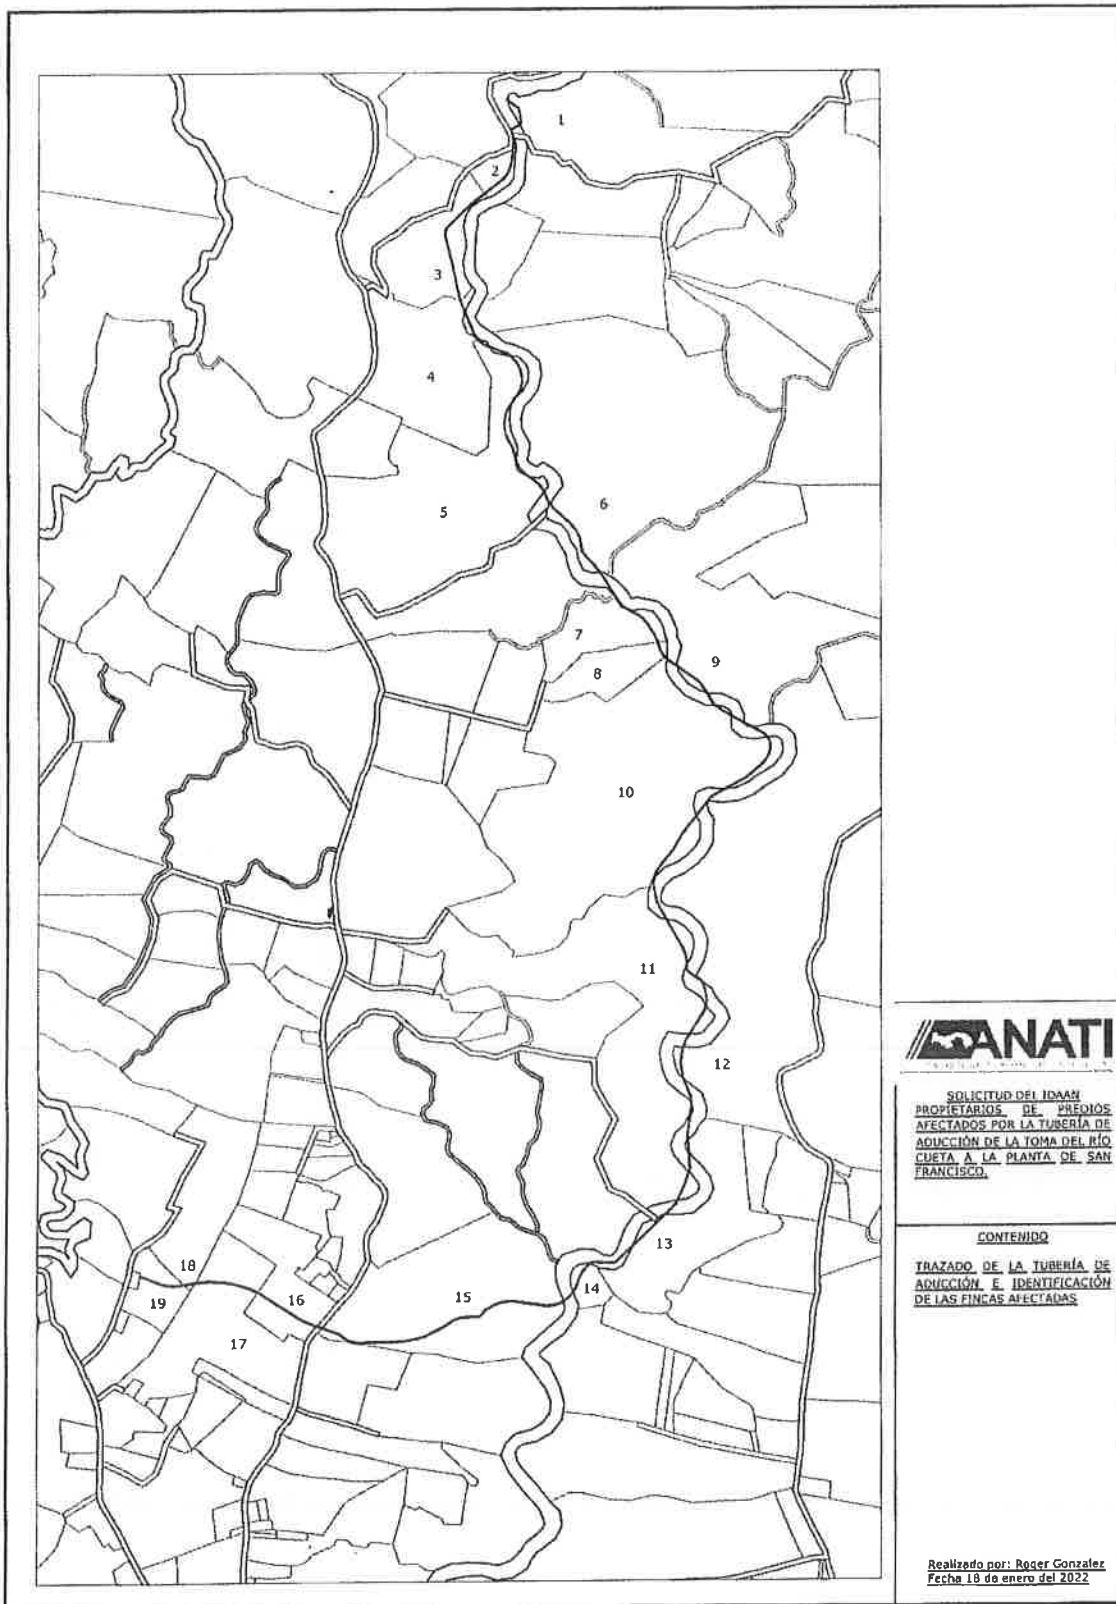 1
2
3
4
5
6
7
8
9
10
11
12
13
14
15
16
17
18
19
ANATI
SOLICITUD DEL IDAAN
PROPIETARIOS DE PREDIOS
AFECTADOS POR LA TUBERÍA DE
ADUCCIÓN DE LA TOMA DEL RÍO
CUETA A LA PLANTA DE SAN
FRANCISCO.
CONTENIDO
TRAZADO DE LA TUBERÍA DE
ADUCCIÓN E IDENTIFICACIÓN
DE LAS FINCAS AFECTADAS
Realizado por: Roger Gonzalez
Fecha 18 de enero del 2022